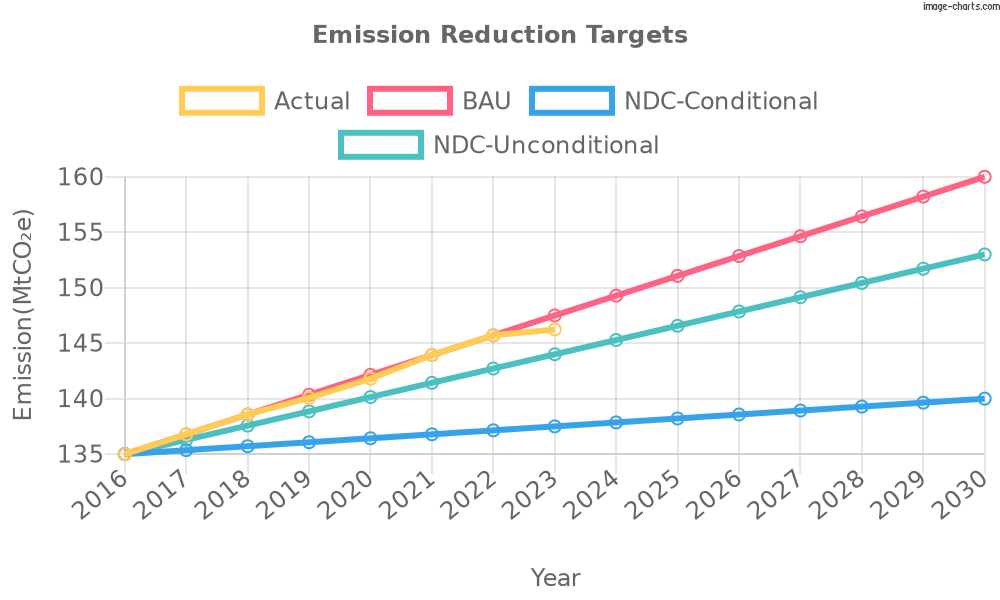 image-charts.com
Emission Reduction Targets
Actual BAU NDC-Conditional
NDC-Unconditional
160
155
150
145
140
135
Emission(MtCO₂e)
2016 2017 2018 2019 2020 2021 2022 2023 2024 2025 2026 2027 2028 2029 2030
Year